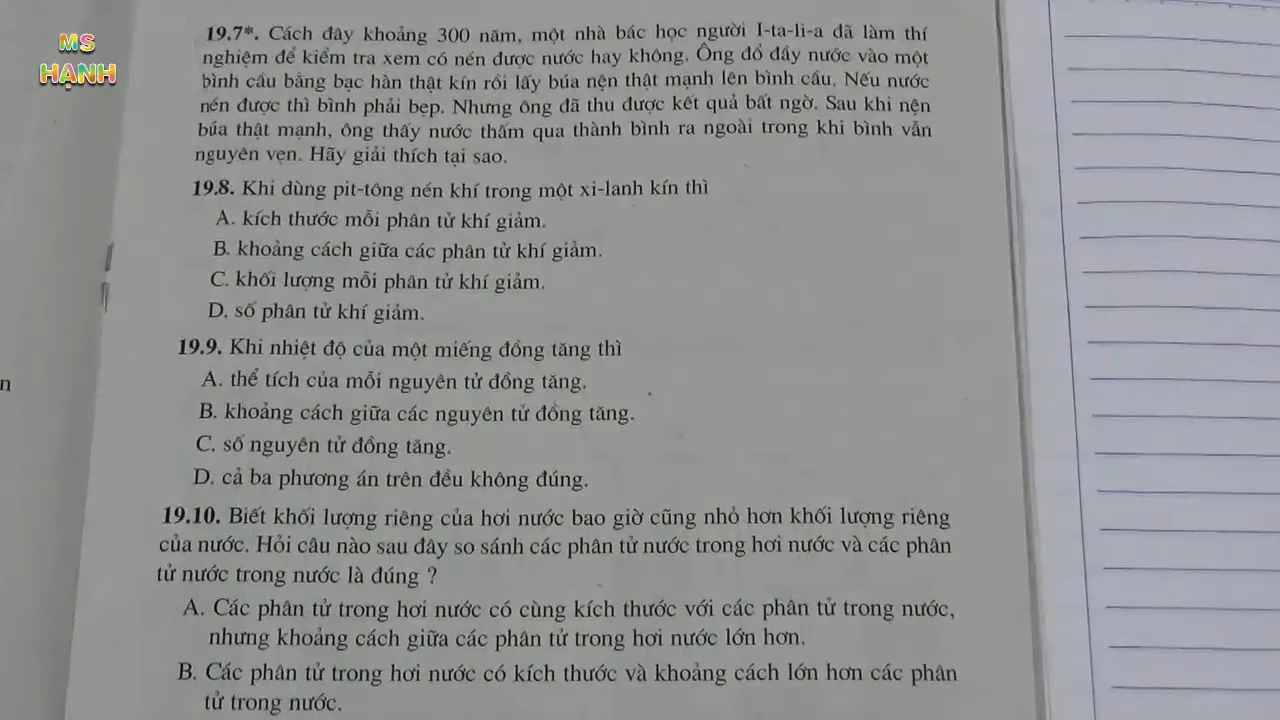 MS
HẠNH
19.7*. Cách đây khoảng 300 năm, một nhà bác học người I-ta-li-a đã làm thí
nghiệm để kiểm tra xem có nén được nước hay không. Ông đổ đầy nước vào một
bình cầu bằng bạc hàn thật kín rồi lấy búa nện thật mạnh lên bình cầu. Nếu nước
nén được thì bình phải bẹp. Nhưng ông đã thu được kết quả bất ngờ. Sau khi nện
búa thật mạnh, ông thấy nước thấm qua thành bình ra ngoài trong khi bình vẫn
nguyên vẹn. Hãy giải thích tại sao.
19.8. Khi dùng pit-tông nén khí trong một xi-lanh kín thì
A. kích thước mỗi phân tử khí giảm.
B. khoảng cách giữa các phân tử khí giảm.
C. khối lượng mỗi phân tử khí giảm.
D. số phân tử khí giảm.
19.9. Khi nhiệt độ của một miếng đồng tăng thì
A. thể tích của mỗi nguyên tử đồng tăng.
B. khoảng cách giữa các nguyên tử đồng tăng.
C. số nguyên tử đồng tăng.
D. cả ba phương án trên đều không đúng.
n
19.10. Biết khối lượng riêng của hơi nước bao giờ cũng nhỏ hơn khối lượng riêng
của nước. Hỏi câu nào sau đây so sánh các phân tử nước trong hơi nước và các phân
tử nước trong nước là đúng ?
A. Các phân tử trong hơi nước có cùng kích thước với các phân tử trong nước,
nhưng khoảng cách giữa các phân tử trong hơi nước lớn hơn.
B. Các phân tử trong hơi nước có kích thước và khoảng cách lớn hơn các phân
tử trong nước.